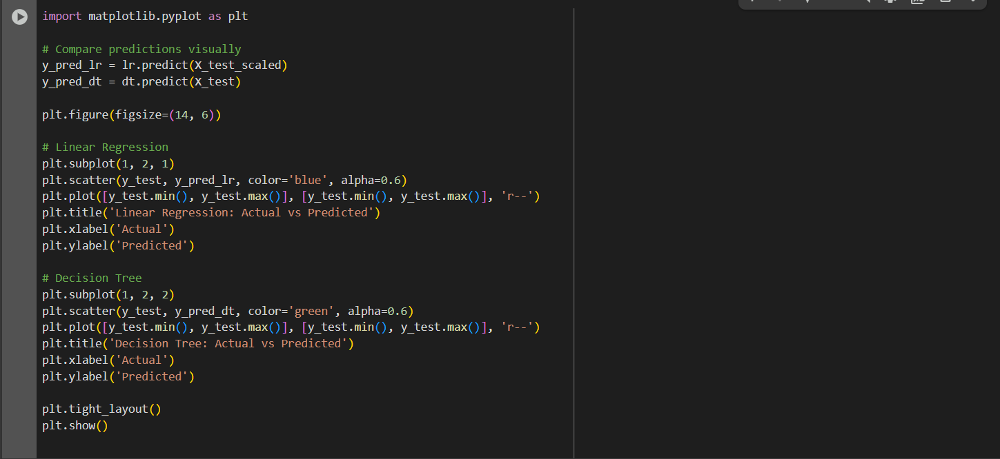 import matplotlib.pyplot as plt
# Compare predictions visually
y_pred_lr = lr.predict(X_test_scaled)
y_pred_dt = dt.predict(X_test)
plt.figure(figsize=(14, 6))
# Linear Regression
plt.subplot(1, 2, 1)
plt.scatter(y_test, y_pred_lr, color='blue', alpha=0.6)
plt.plot([y_test.min(), y_test.max()], [y_test.min(), y_test.max()], 'r--')
plt.title('Linear Regression: Actual vs Predicted')
plt.xlabel('Actual')
plt.ylabel('Predicted')
# Decision Tree
plt.subplot(1, 2, 2)
plt.scatter(y_test, y_pred_dt, color='green', alpha=0.6)
plt.plot([y_test.min(), y_test.max()], [y_test.min(), y_test.max()], 'r--')
plt.title('Decision Tree: Actual vs Predicted')
plt.xlabel('Actual')
plt.ylabel('Predicted')
plt.tight_layout()
plt.show()